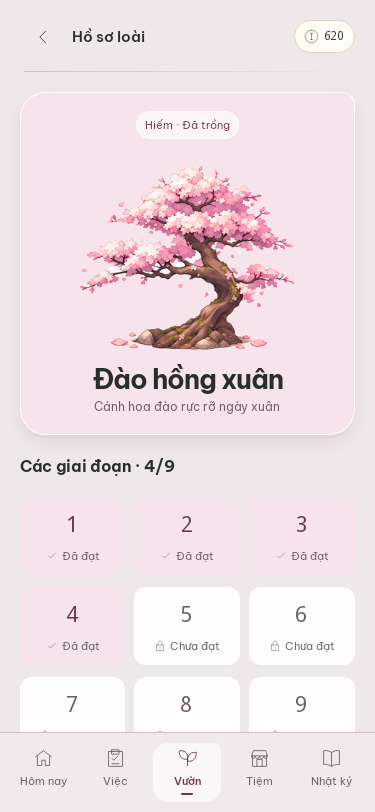 Hồ sơ loài
620
Hiếm · Đã trồng
Đào hồng xuân
Cánh hoa đào rực rỡ ngày xuân
Các giai đoạn · 4/9
1
2
3
Đã đạt
Đã đạt
Đã đạt
4
5
6
Đã đạt
Chưa đạt
Chưa đạt
7
8
9
Hôm nay
Việc
Vườn
Tiệm
Nhật ký